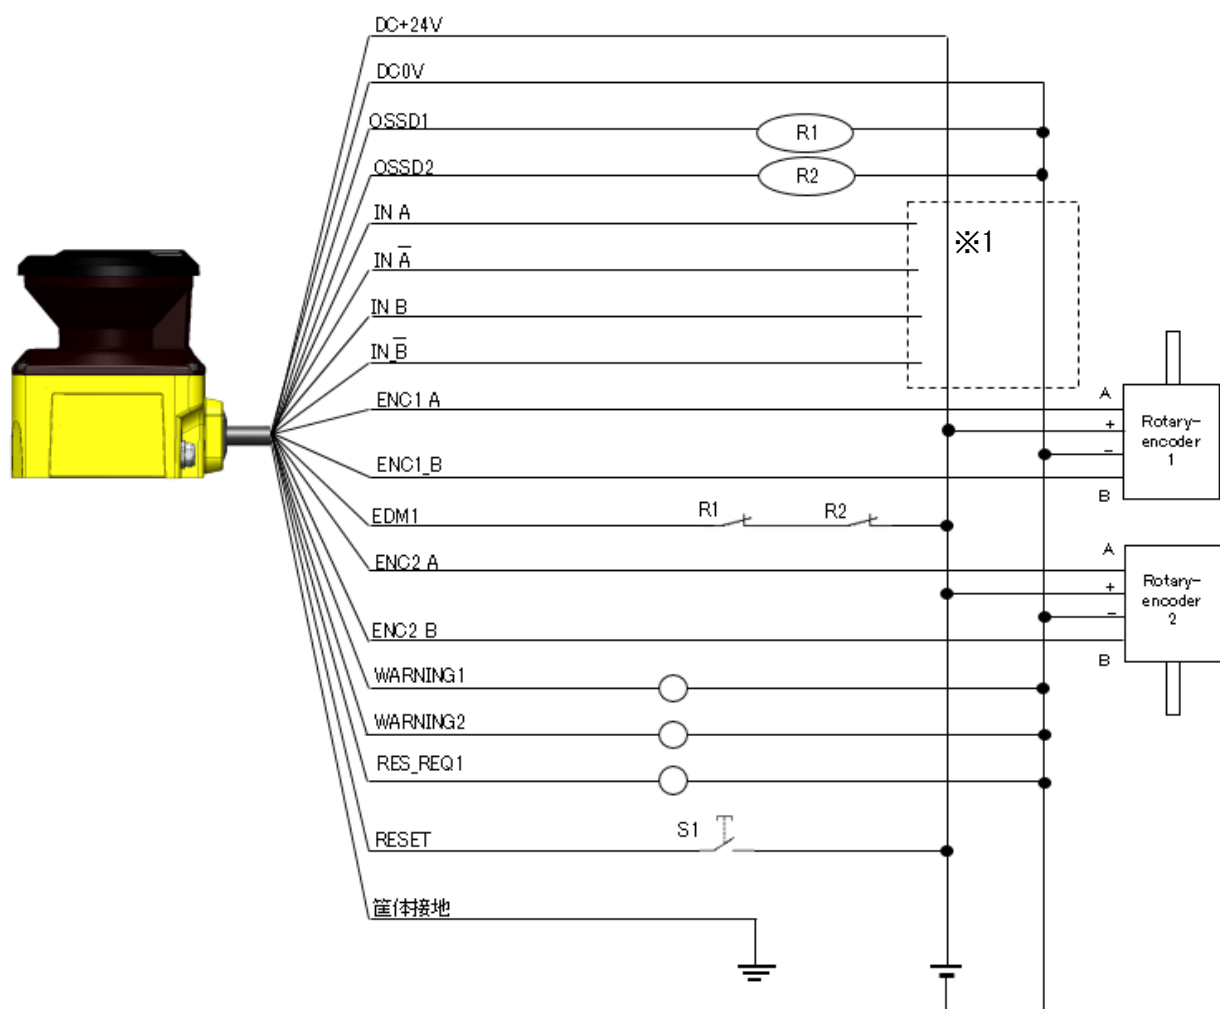 DC+24V
DC0V
OSSD1
R1
OSSD2
R2
IN A
※1
IN A̅
IN B
IN_B̅
ENC1 A
A
+
Rotary-
encoder
1
-
ENC1_B
B
EDM1
R1
R2
ENC2 A
A
+
Rotary-
encoder
2
-
ENC2 B
B
WARNING1
WARNING2
RES_REQ1
RESET
S1
筐体接地